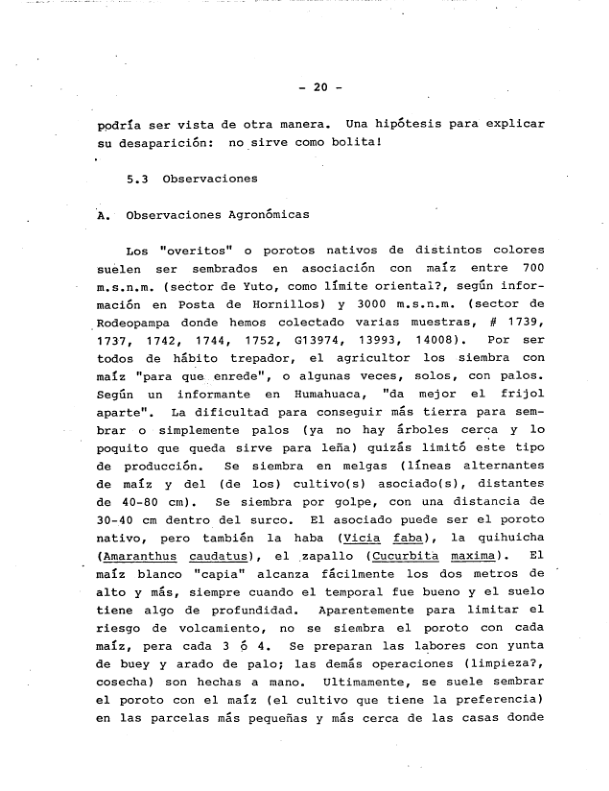 - 20 -
podría ser vista de otra manera. Una hipótesis para explicar
su desaparición: no sirve como bolita!
5.3 Observaciones
A. Observaciones Agronómicas
Los "overitos" o porotos nativos de distintos colores
suelen ser sembrados en asociación con maíz entre 700
m.s.n.m. (sector de Yuto, como límite oriental?, según infor-
mación en Posta de Hornillos) y 3000 m.s.n.m. (sector de
Rodeopampa donde hemos colectado varias muestras, # 1739,
1737, 1742, 1744, 1752, G13974, 13993, 14008). Por ser
todos de hábito trepador, el agricultor los siembra con
maíz "para que enrede", o algunas veces, solos, con palos.
Según un informante en Humahuaca, "da mejor el frijol
aparte". La dificultad para conseguir más tierra para sem-
brar o simplemente palos (ya no hay árboles cerca y lo
poquito que queda sirve para leña) quizás limitó este tipo
de producción. Se siembra en melgas (líneas alternantes
de maíz y del (de los) cultivo(s) asociado(s), distantes
de 40-80 cm). Se siembra por golpe, con una distancia de
30-40 cm dentro del surco. El asociado puede ser el poroto
nativo, pero también la haba (Vicia faba), la quihuicha
(Amaranthus caudatus), el zapallo (Cucurbita maxima). El
maíz blanco "capia" alcanza fácilmente los dos metros de
alto y más, siempre cuando el temporal fue bueno y el suelo
tiene algo de profundidad. Aparentemente para limitar el
riesgo de volcamiento, no se siembra el poroto con cada
maíz, pera cada 3 ó 4. Se preparan las labores con yunta
de buey y arado de palo; las demás operaciones (limpieza?,
cosecha) son hechas a mano. Ultimamente, se suele sembrar
el poroto con el maíz (el cultivo que tiene la preferencia)
en las parcelas más pequeñas y más cerca de las casas donde